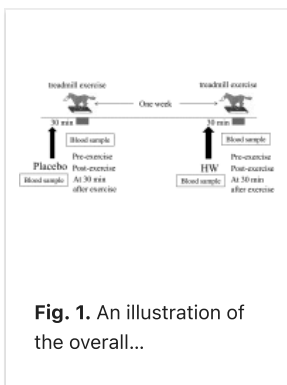 treadmill exercise treadmill exercise
One week
30 min 30 min
Blood sample Blood sample
Pre-exercise Pre-exercise
Placebo Post-exercise HW Post-exercise
Blood sample At 30 min Blood sample At 30 min
after exercise after exercise
Fig. 1. An illustration of
the overall...